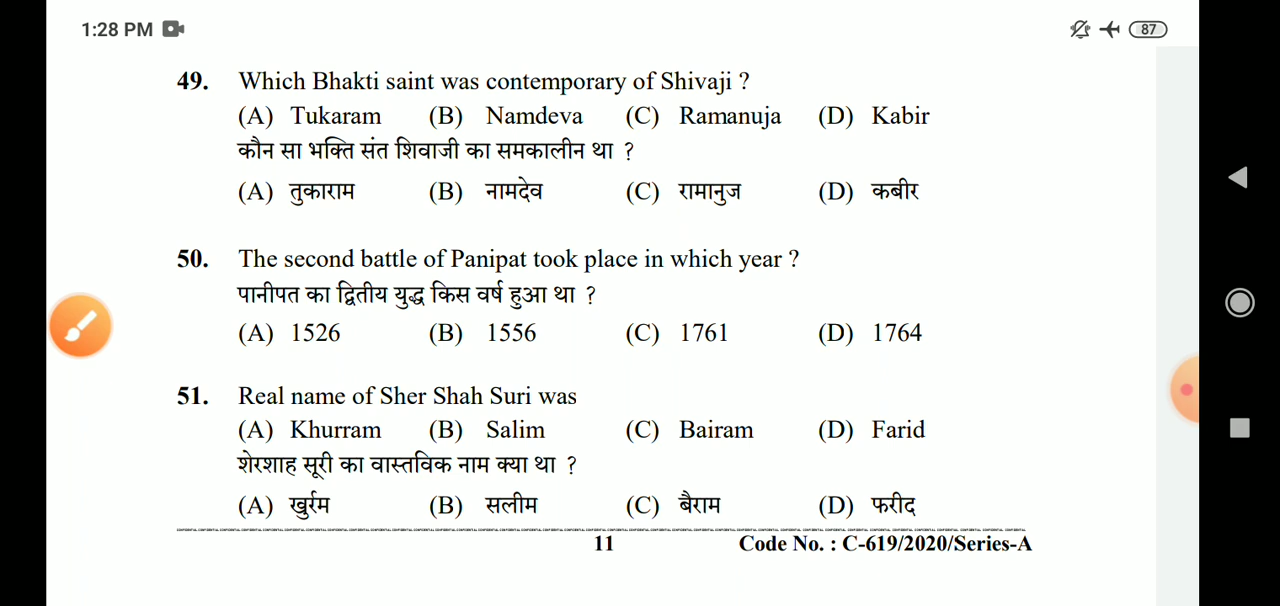 1:28 PM
87
49. Which Bhakti saint was contemporary of Shivaji ?
(A) Tukaram (B) Namdeva (C) Ramanuja (D) Kabir
कौन सा भक्ति संत शिवाजी का समकालीन था ?
(A) तुकाराम (B) नामदेव (C) रामानुज (D) कबीर
50. The second battle of Panipat took place in which year ?
पानीपत का द्वितीय युद्ध किस वर्ष हुआ था ?
(A) 1526 (B) 1556 (C) 1761 (D) 1764
51. Real name of Sher Shah Suri was
(A) Khurram (B) Salim (C) Bairam (D) Farid
शेरशाह सूरी का वास्तविक नाम क्या था ?
(A) खुर्रम (B) सलीम (C) बैराम (D) फरीद
11 Code No. : C-619/2020/Series-A